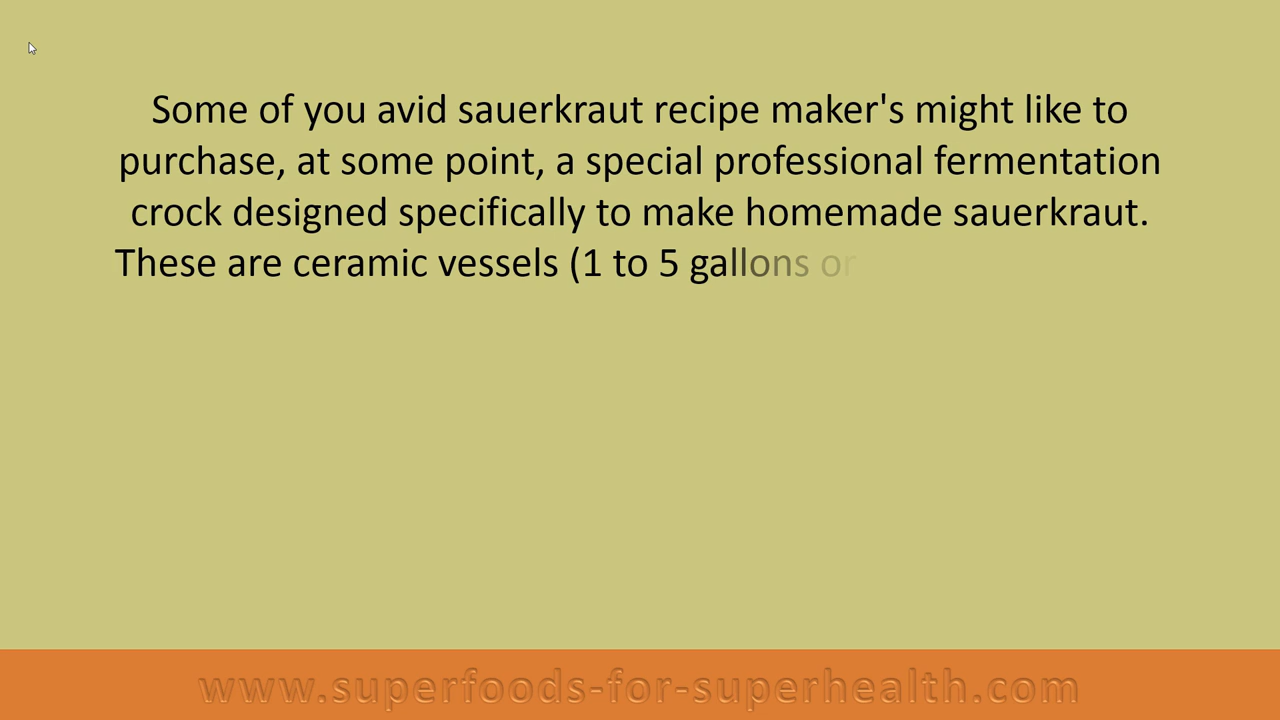 Some of you avid sauerkraut recipe maker's might like to
purchase, at some point, a special professional fermentation
crock designed specifically to make homemade sauerkraut.
These are ceramic vessels (1 to 5 gallons or
www.superfoods-for-superhealth.com